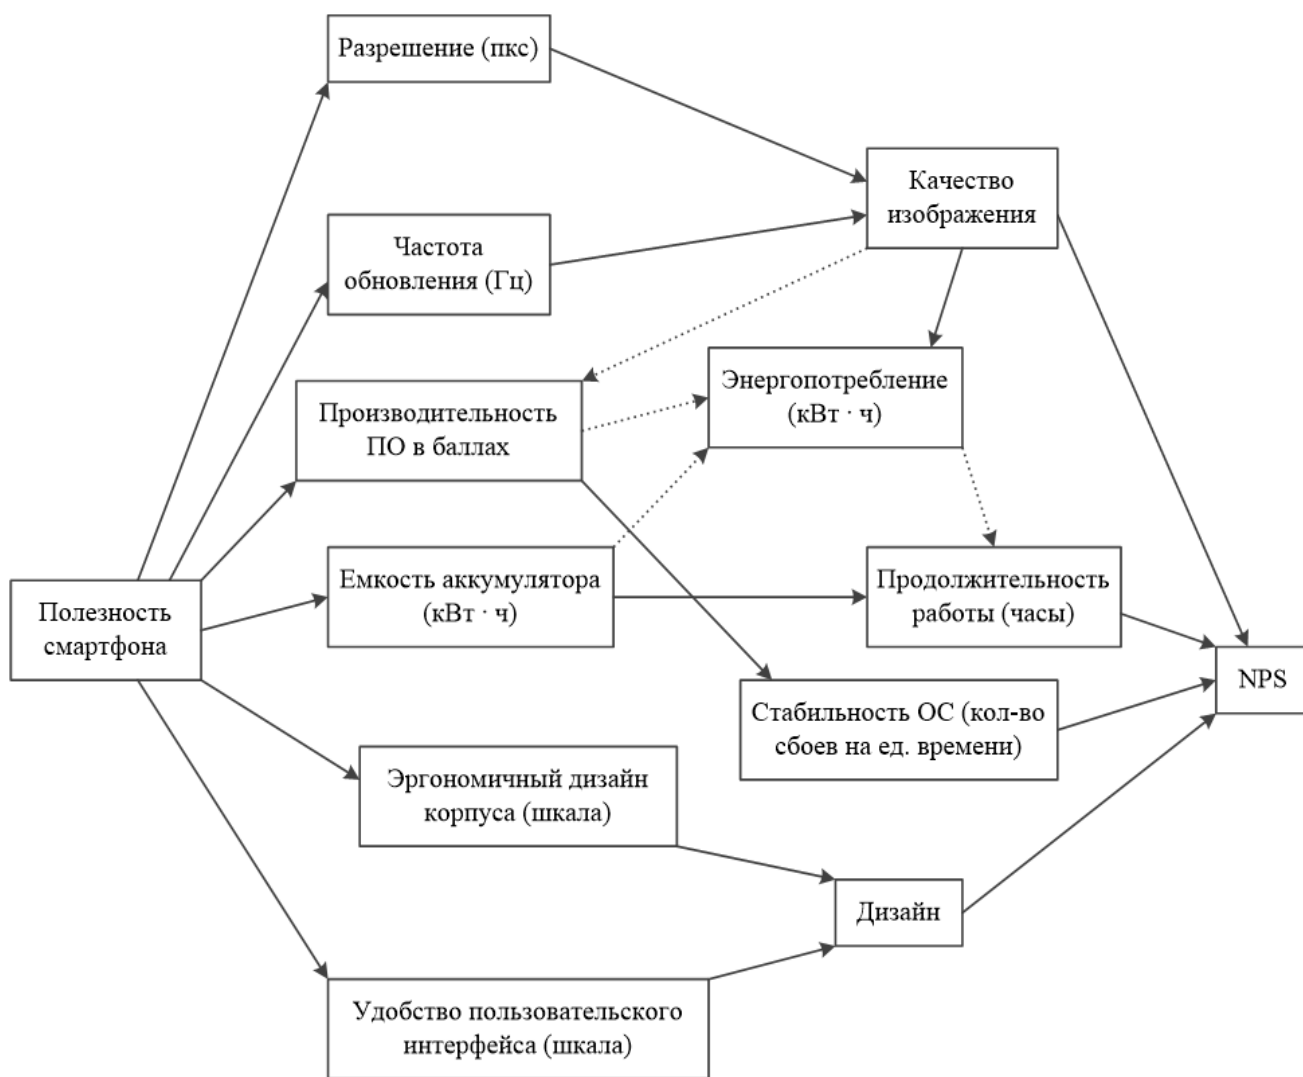 Разрешение (пкс)
Качество
изображения
Частота
обновления (Гц)
Энергопотребление
(кВт · ч)
Производительность
ПО в баллах
Емкость аккумулятора
(кВт · ч)
Продолжительность
работы (часы)
Полезность
смартфона
NPS
Стабильность ОС (кол-во
сбоев на ед. времени)
Эргономичный дизайн
корпуса (шкала)
Дизайн
Удобство пользовательского
интерфейса (шкала)